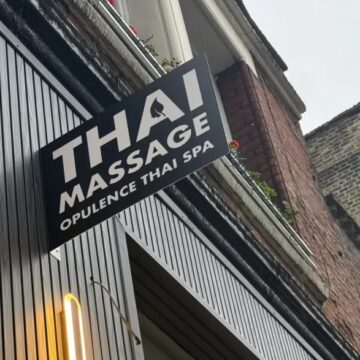 THAI
MASSAGE
OPULENCE THAI SPA